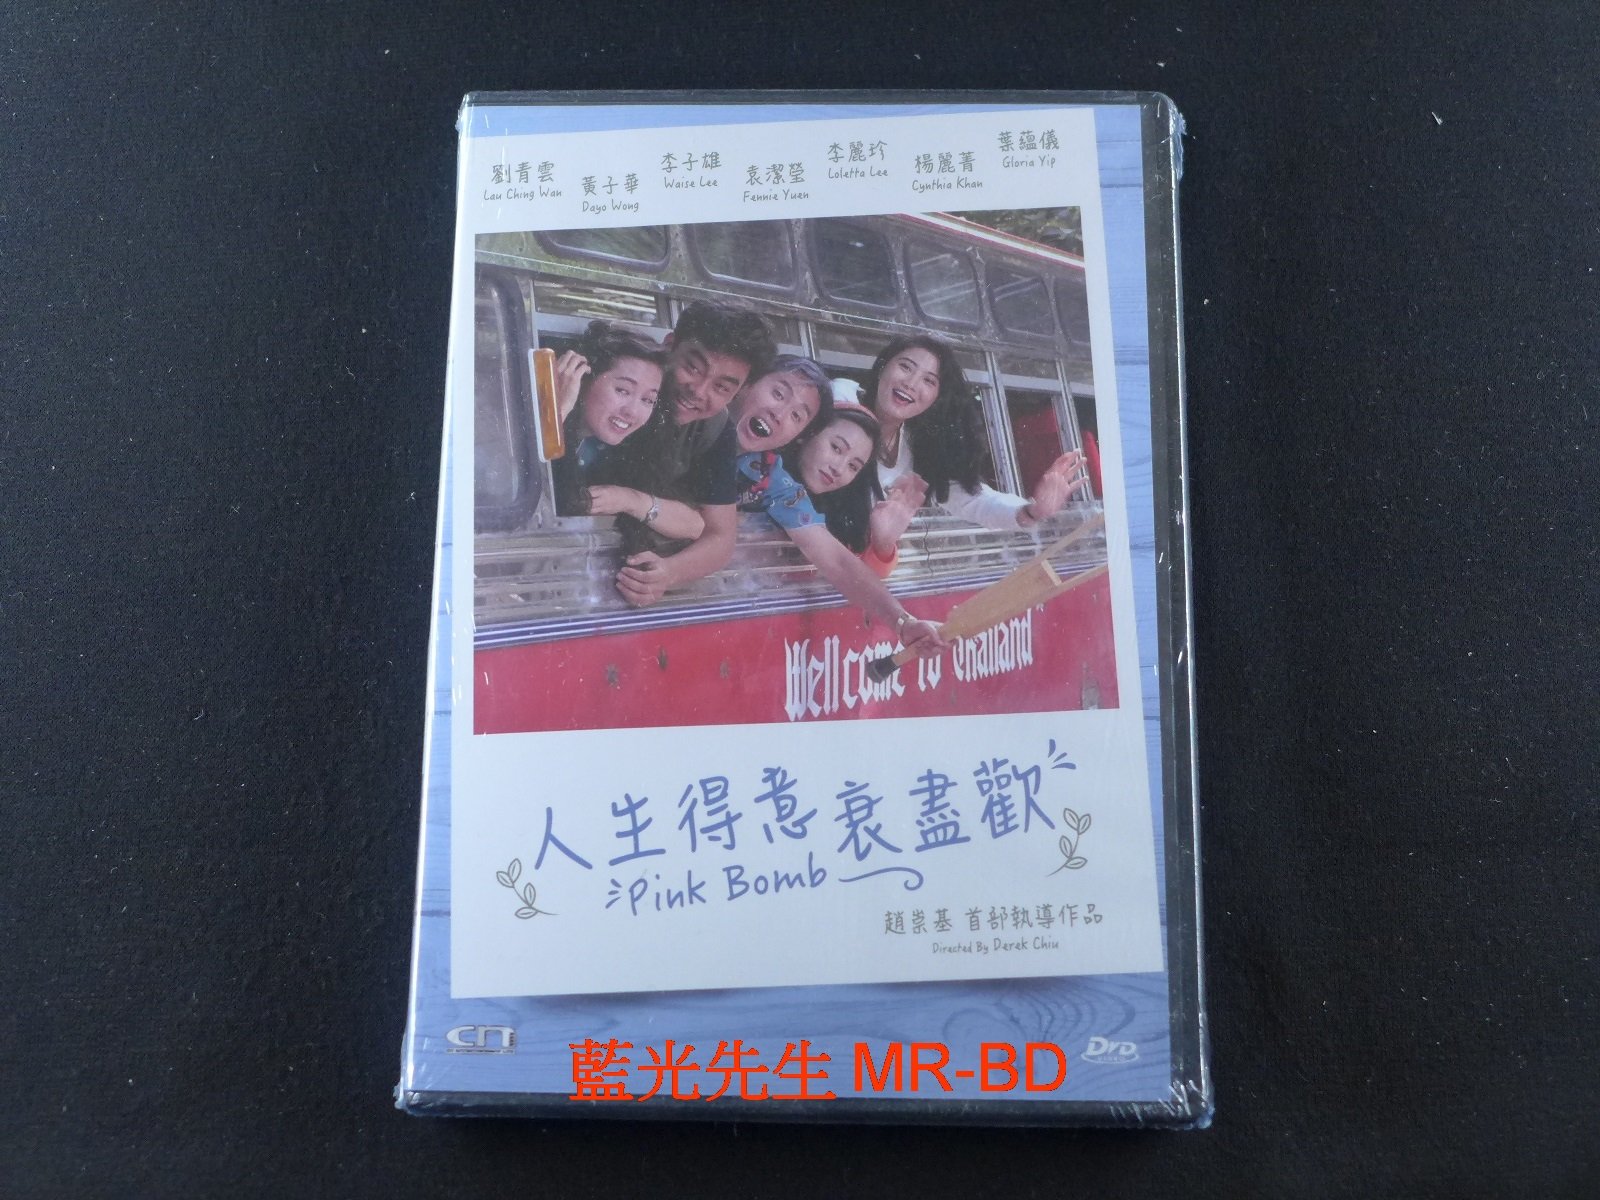 劉青雲
Lau Ching Wan
黃子華
Dayo Wong
李子雄
Waise Lee
袁潔瑩
Fennie Yuen
李麗珍
Loletta Lee
楊麗菁
Cynthia Khan
葉蘊儀
Gloria Yip
Wellcome to Thailand
人生得意衰盡歡
Pink Bomb
趙崇基 首部執導作品
Directed By Derek Chiu
DVD
藍光先生 MR-BD